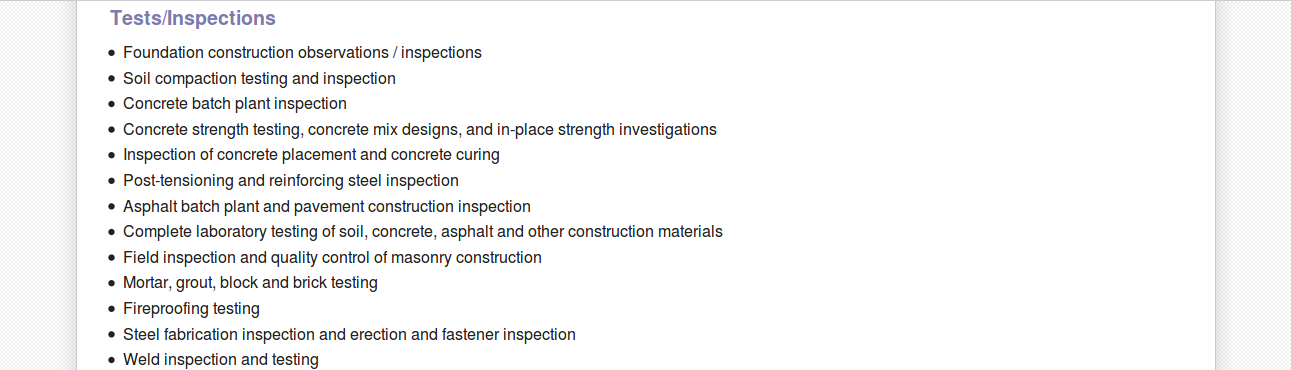 Tests/Inspections
• Foundation construction observations / inspections
• Soil compaction testing and inspection
• Concrete batch plant inspection
• Concrete strength testing, concrete mix designs, and in-place strength investigations
• Inspection of concrete placement and concrete curing
• Post-tensioning and reinforcing steel inspection
• Asphalt batch plant and pavement construction inspection
• Complete laboratory testing of soil, concrete, asphalt and other construction materials
• Field inspection and quality control of masonry construction
• Mortar, grout, block and brick testing
• Fireproofing testing
• Steel fabrication inspection and erection and fastener inspection
• Weld inspection and testing